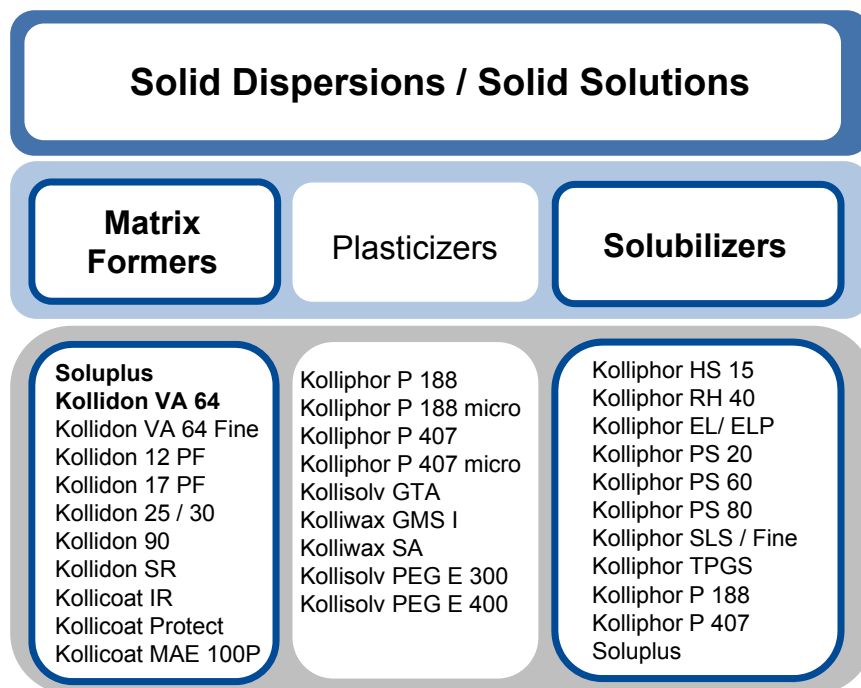 Solid Dispersions / Solid Solutions
Matrix
Formers
Plasticizers
Solubilizers
Soluplus
Kollidon VA 64
Kollidon VA 64 Fine
Kollidon 12 PF
Kollidon 17 PF
Kollidon 25 / 30
Kollidon 90
Kollidon SR
Kollicoat IR
Kollicoat Protect
Kollicoat MAE 100P
Kolliphor P 188
Kolliphor P 188 micro
Kolliphor P 407
Kolliphor P 407 micro
Kollisolv GTA
Kolliwax GMS I
Kolliwax SA
Kollisolv PEG E 300
Kollisolv PEG E 400
Kolliphor HS 15
Kolliphor RH 40
Kolliphor EL/ ELP
Kolliphor PS 20
Kolliphor PS 60
Kolliphor PS 80
Kolliphor SLS / Fine
Kolliphor TPGS
Kolliphor P 188
Kolliphor P 407
Soluplus